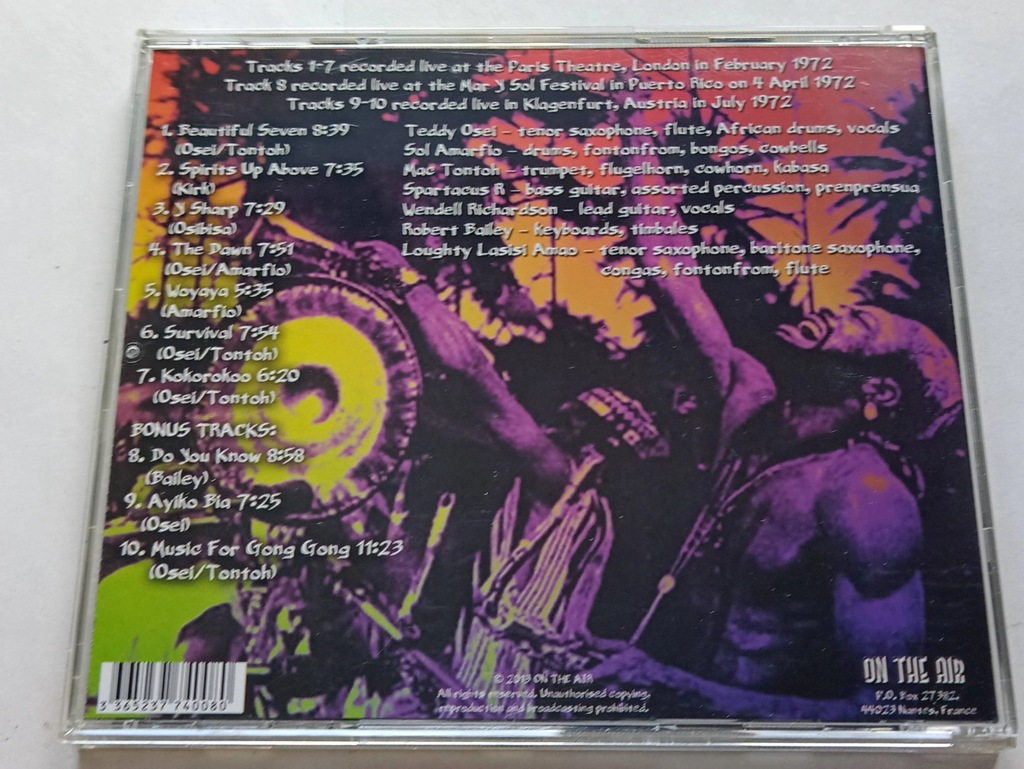 Tracks 1-7 recorded live at the Paris Theatre, London in February 1972
Track 8 recorded live at the Mar Y Sol Festival in Puerto Rico on 4 April 1972
Tracks 9-10 recorded live in Klagenfurt, Austria in July 1972
1. Beautiful Seven 8:39
(Osei/Tontoh)
2. Spirits Up Above 7:35
(Kirk)
3. Y Sharp 7:29
(Osibisa)
4. The Dawn 7:51
(Osei/Amarfio)
5. Woyaya 5:35
(Amarfio)
6. Survival 7:54
(Osei/Tontoh)
7. Kokorokoo 6:20
(Osei/Tontoh)
BONUS TRACKS:
8. Do You Know 8:58
(Bailey)
9. Ayiko Bia 7:25
(Osei)
10. Music For Gong Gong 11:23
(Osei/Tontoh)
Teddy Osei – tenor saxophone, flute, African drums, vocals
Sol Amarfio – drums, fontonfrom, bongos, cowbells
Mac Tontoh – trumpet, flugelhorn, cowhorn, kabasa
Spartacus R – bass guitar, assorted percussion, prenprensua
Wendell Richardson – lead guitar, vocals
Robert Bailey – keyboards, timbales
Loughty Lasisi Amao – tenor saxophone, baritone saxophone,
congas, fontonfrom, flute
3 365237 740080
© 2013 ON THE AIR
All rights reserved. Unauthorised copying,
reproduction and broadcasting prohibited.
ON THE AIR
P.O. Box 27382,
44023 Nantes, France